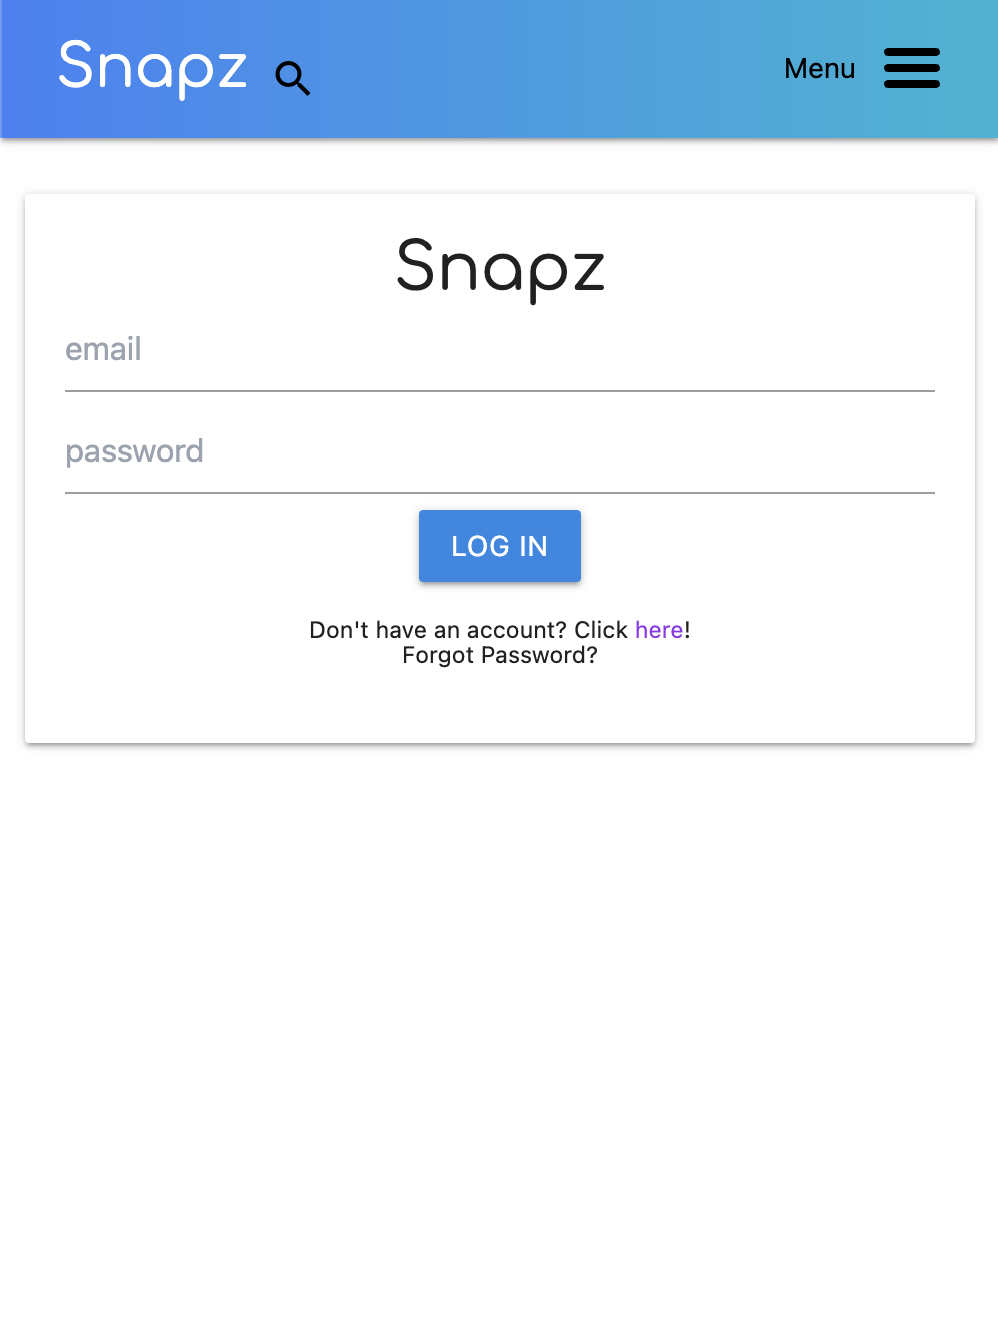 Snapz
Menu
Snapz
email
password
LOG IN
Don't have an account? Click here!
Forgot Password?